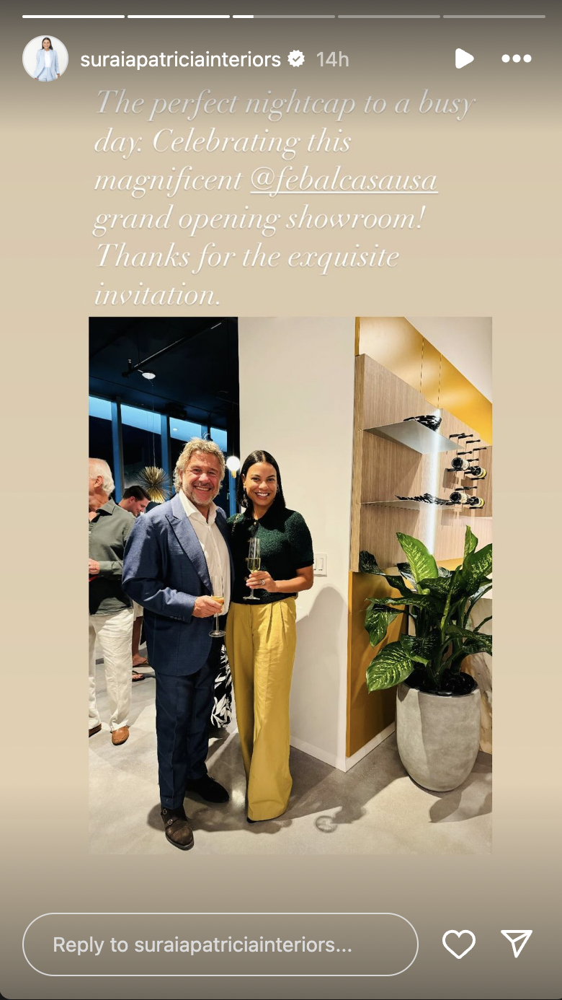 suraiapatriciainteriors 14h
The perfect nightcap to a busy
day. Celebrating this
magnificent @febalcasausa
grand opening showroom!
Thanks for the exquisite
invitation.
Reply to suraiapatriciainteriors...